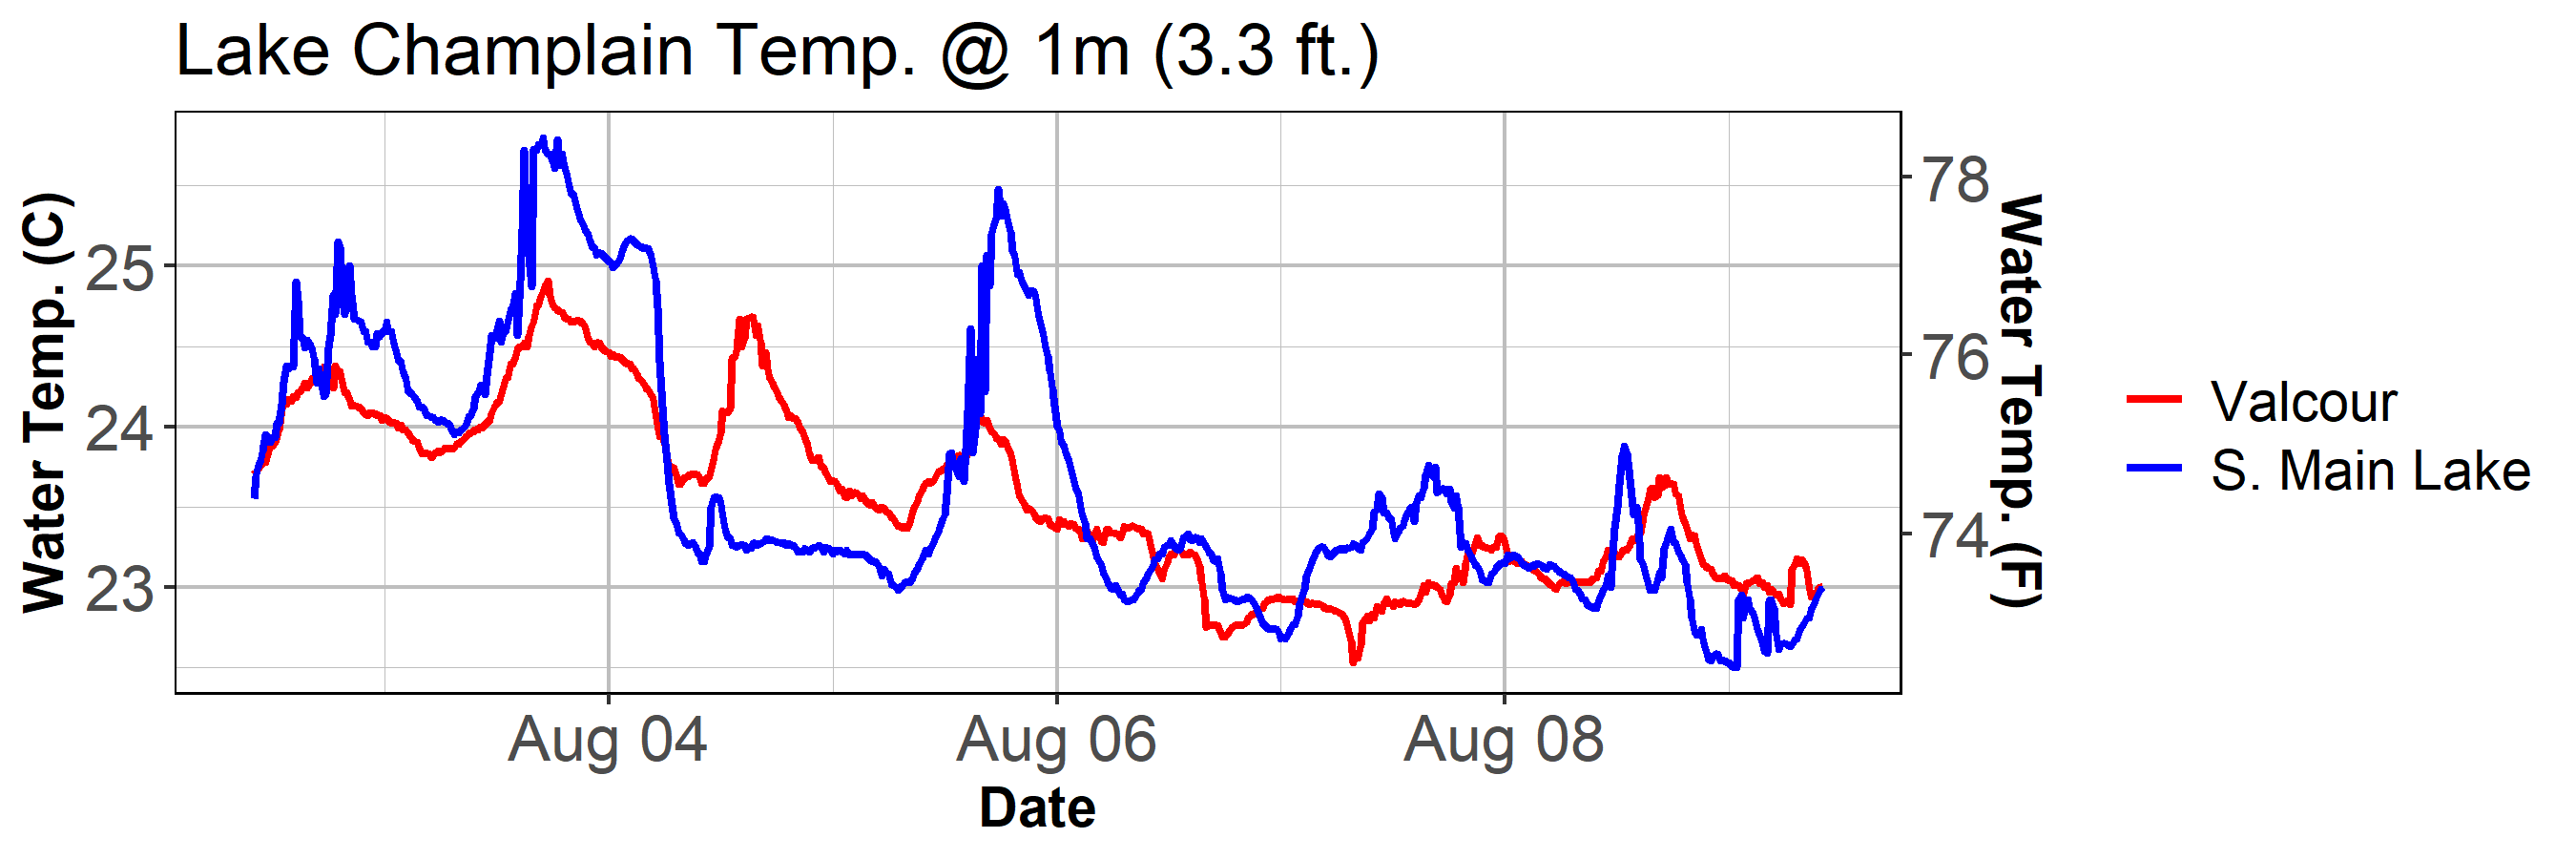 Lake Champlain Temp. @ 1m (3.3 ft.)
Water Temp. (C)
25
24
23
78
76
74
Water Temp. (F)
Aug 04
Aug 06
Aug 08
Date
Valcour
S. Main Lake